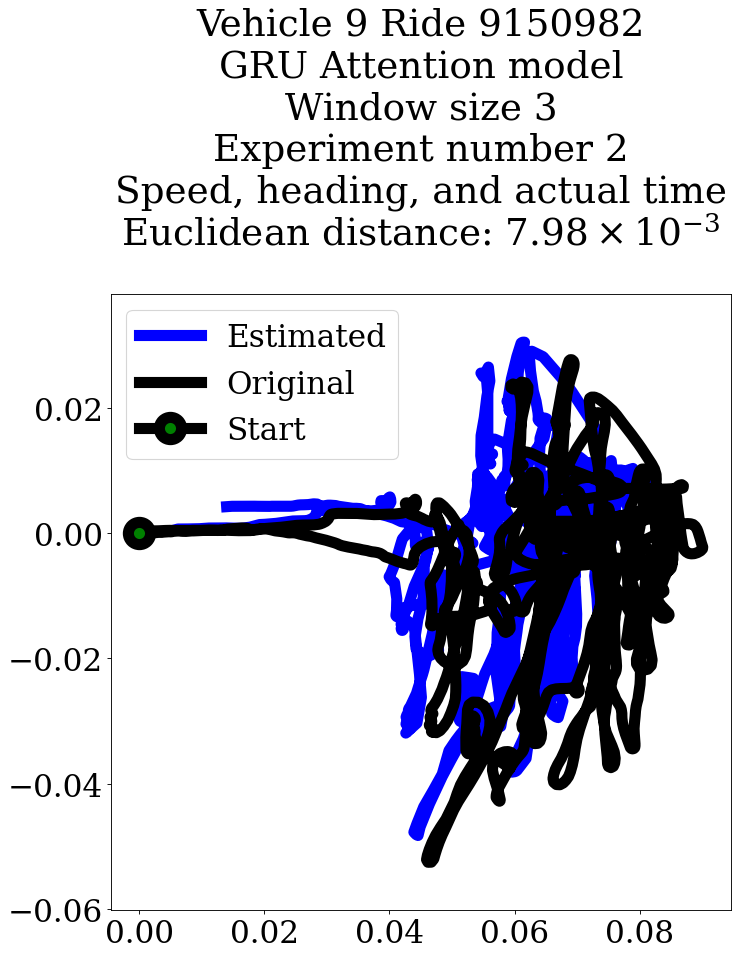 Vehicle 9 Ride 9150982
GRU Attention model
Window size 3
Experiment number 2
Speed, heading, and actual time
Euclidean distance: 7.98 × 10⁻³
Estimated
Original
Start
0.02
0.00
−0.02
−0.04
−0.06
0.00 0.02 0.04 0.06 0.08